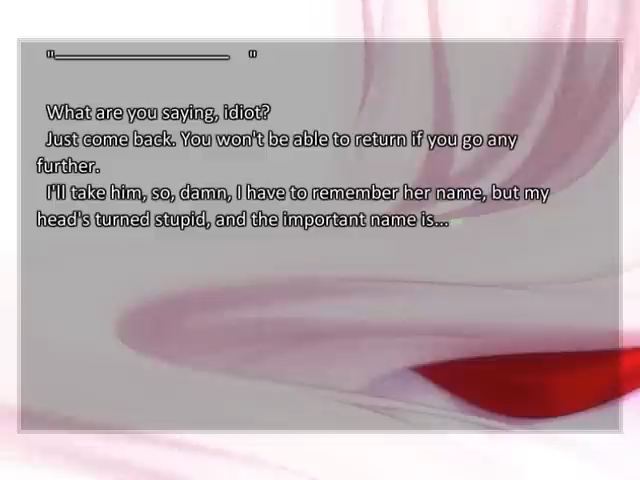 "———————————  "
What are you saying, idiot?
Just come back. You won't be able to return if you go any
further.
I'll take him, so, damn, I have to remember her name, but my
head's turned stupid, and the important name is...